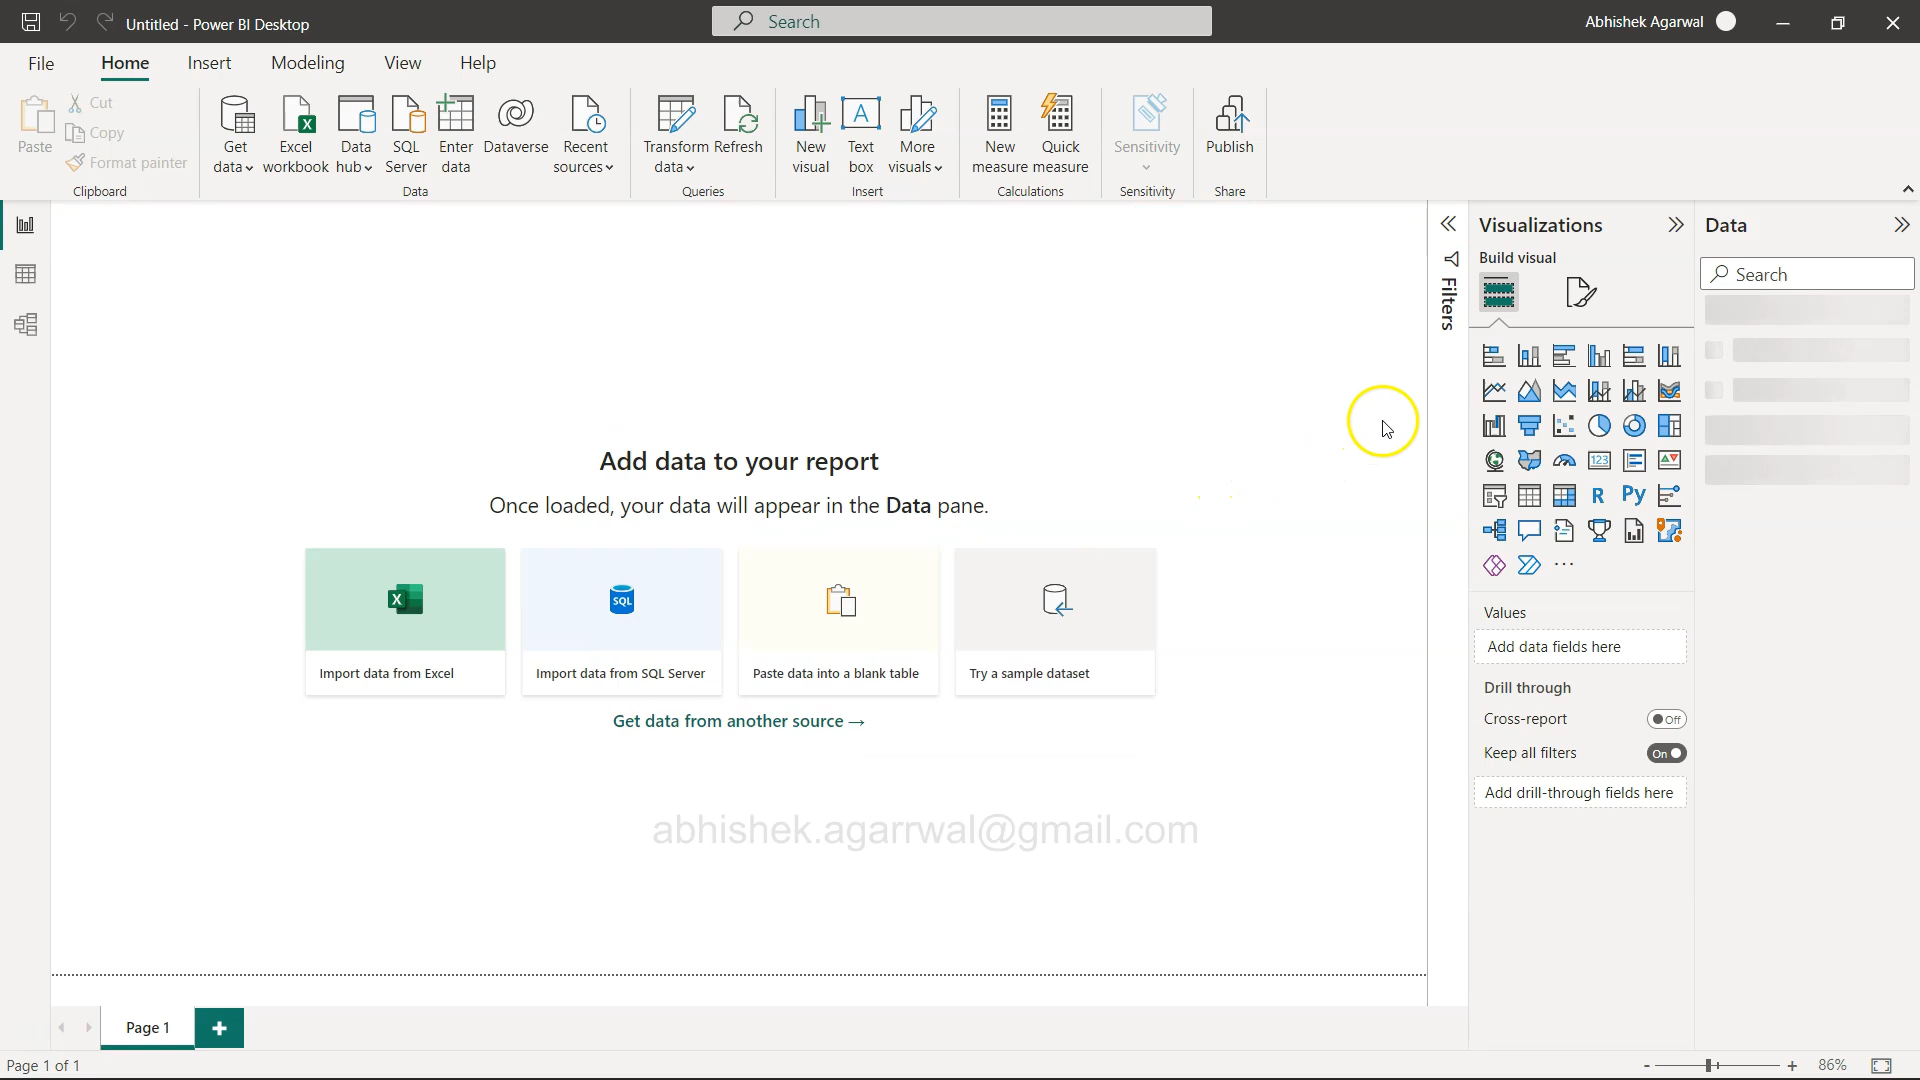 Untitled - Power BI Desktop
Search
Abhishek Agarwal
File
Home
Insert
Modeling
View
Help
Paste
Cut
Copy
Format painter
Clipboard
Get
data
Excel
workbook
Data
hub
SQL
Server
Enter
data
Dataverse
Recent
sources
Data
Transform
data
Refresh
Queries
New
visual
Text
box
More
visuals
Insert
New
measure
Quick
measure
Calculations
Sensitivity
Sensitivity
Publish
Share
Filters
Visualizations
Build visual
Data
Search
Add data to your report
Once loaded, your data will appear in the Data pane.
SQL
Import data from Excel
Import data from SQL Server
Paste data into a blank table
Try a sample dataset
Get data from another source →
123
R
Py
Values
Add data fields here
Drill through
Cross-report
Off
Keep all filters
On
Add drill-through fields here
abhishek.agarrwal@gmail.com
Page 1
Page 1 of 1
86%